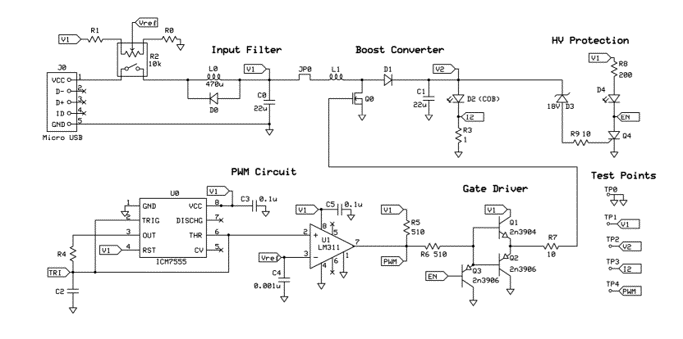 Vref
R1
R0
V1
R2
10k
Input Filter
Boost Converter
HV Protection
J0
VCC
1
D-
2
D+
3
ID
4
GND
5
Micro USB
L0
470u
D0
V1
C0
22u
JP0
L1
D1
V2
Q0
C1
22u
D2 (COB)
I2
R3
1
V1
R8
200
D4
EN
18V D3
R9 10
Q4
PWM Circuit
Gate Driver
Test Points
U0
V1
1
GND
VCC
8
C3
0.1u
2
TRIG
DISCHG
7
3
OUT
THR
6
V1
4
RST
CV
5
ICM7555
R4
TRI
C2
V1
C5
0.1u
8
5
2
+
U1
LM311
7
3
-
1
4
6
Vref
C4
0.001u
V1
R5
510
PWM
R6 510
EN
Q3
2n3906
V1
Q1
2n3904
Q2
2n3906
R7
10
TP0
TP1
V1
TP2
V2
TP3
I2
TP4
PWM